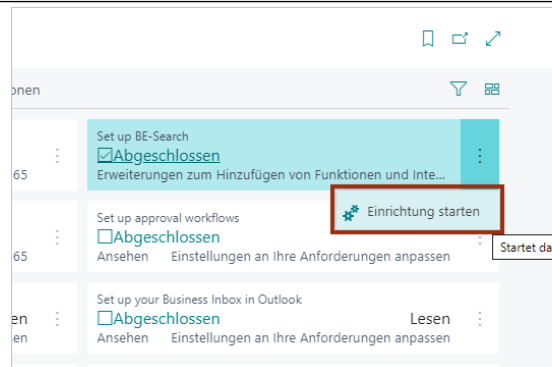 onen
Set up BE-Search
Abgeschlossen
65 Erweiterungen zum Hinzufügen von Funktionen und Inte...
Einrichtung starten
Set up approval workflows
Abgeschlossen
Startet da
65 Ansehen Einstellungen an Ihre Anforderungen anpassen
Set up your Business Inbox in Outlook
en Abgeschlossen Lesen
en Ansehen Einstellungen an Ihre Anforderungen anpassen